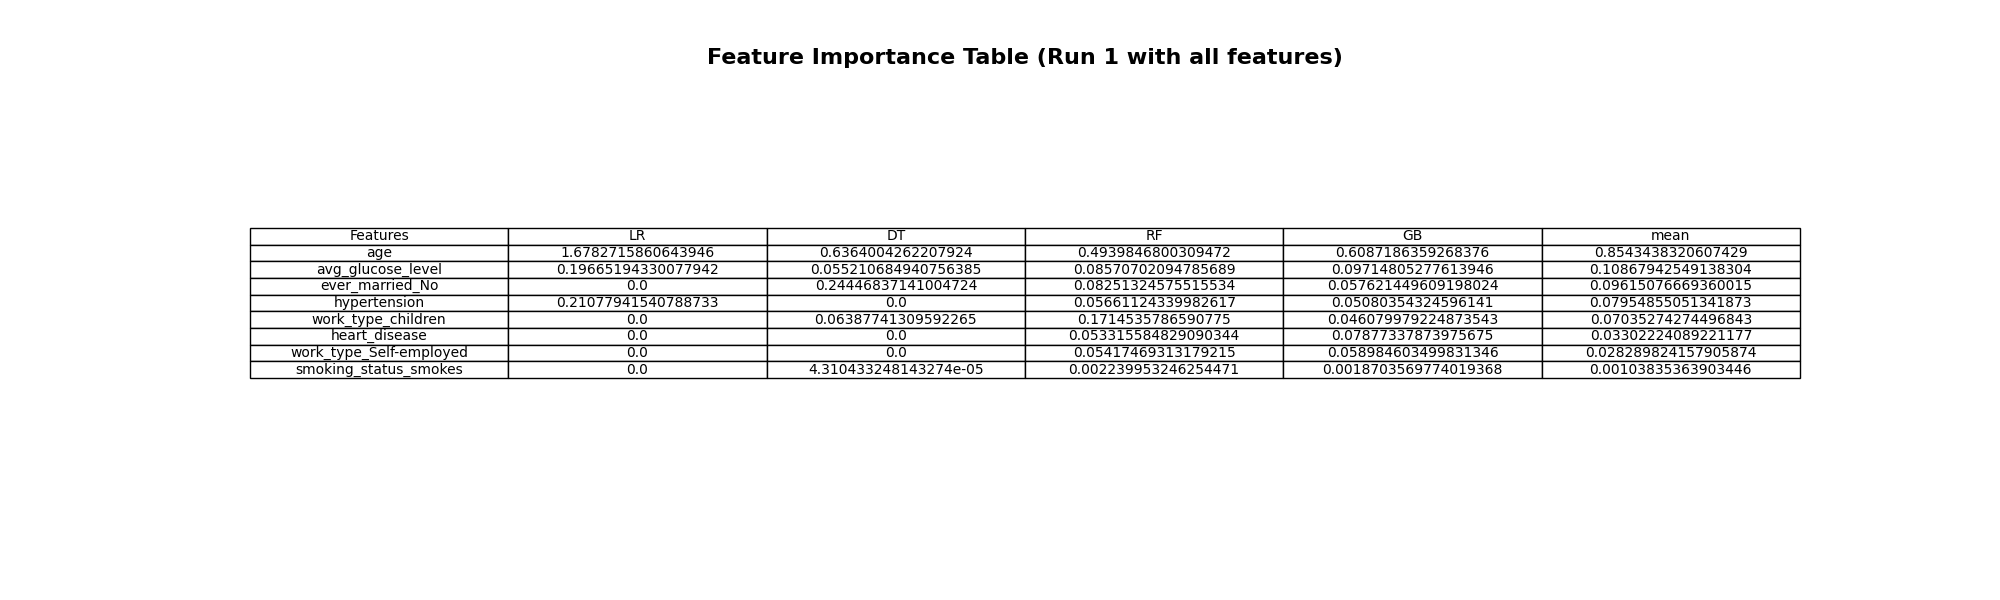 Feature Importance Table (Run 1 with all features)
Features LR DT RF GB mean
age 1.6782715860643946 0.6364004262207924 0.4939846800309472 0.6087186359268376 0.8543438320607429
avg_glucose_level 0.19665194330077942 0.055210684940756385 0.08570702094785689 0.09714805277613946 0.10867942549138304
ever_married_No 0.0 0.24446837141004724 0.08251324575515534 0.057621449609198024 0.09615076669360015
hypertension 0.21077941540788733 0.0 0.05661124339982617 0.05080354324596141 0.07954855051341873
work_type_children 0.0 0.06387741309592265 0.1714535786590775 0.046079979224873543 0.07035274274496843
heart_disease 0.0 0.0 0.053315584829090344 0.07877337873975675 0.03302224089221177
work_type_Self-employed 0.0 0.0 0.05417469313179215 0.058984603499831346 0.028289824157905874
smoking_status_smokes 0.0 4.310433248143274e-05 0.002239953246254471 0.0018703569774019368 0.00103835363903446